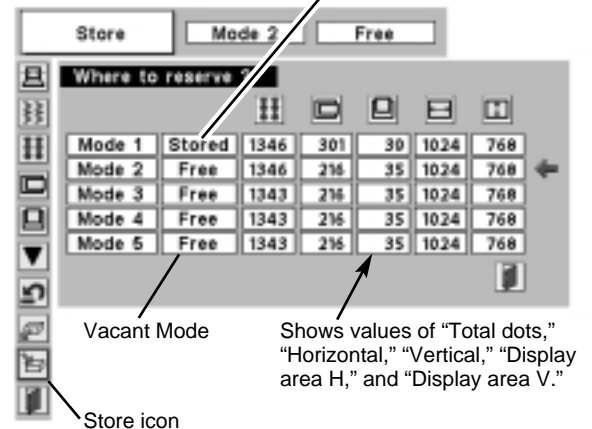 Store Mode 2 Free
Where to reserve ?
Mode 1 Stored 1346 301 30 1024 768
Mode 2 Free 1346 216 35 1024 768
Mode 3 Free 1343 216 35 1024 768
Mode 4 Free 1343 216 35 1024 768
Mode 5 Free 1343 216 35 1024 768
Vacant Mode
Shows values of “Total dots,”
“Horizontal,” “Vertical,” “Display
area H,” and “Display area V.”
Store icon